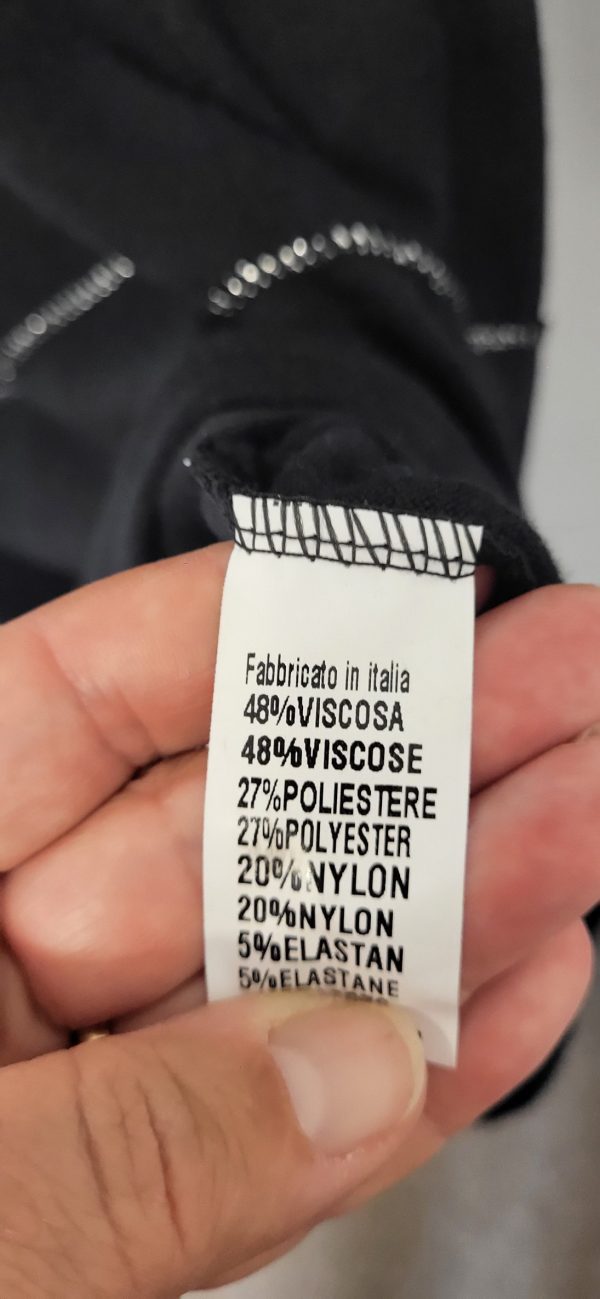 Fabbricato in italia
48%VISCOSA
48%VISCOSE
27%POLIESTERE
27%POLYESTER
20%NYLON
20%NYLON
5%ELASTAN
5%ELASTANE